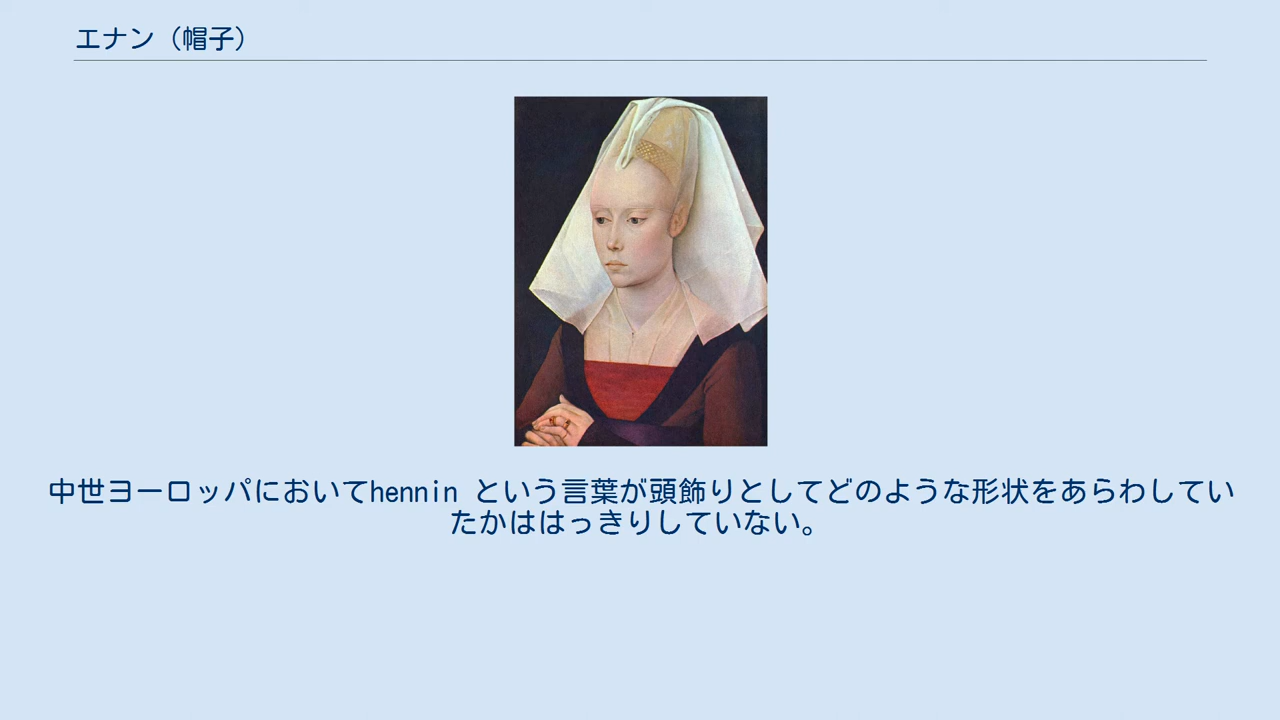 エナン（帽子）
中世ヨーロッパにおいてhennin という言葉が頭飾りとしてどのような形状をあらわしてい
たかははっきりしていない。